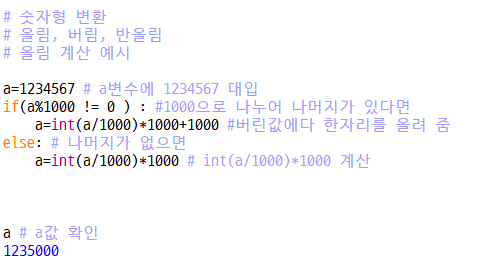 # 숫자형 변환
# 올림, 버림, 반올림
# 올림 계산 예시
a=1234567 # a변수에 1234567 대입
if(a%1000 != 0 ) : #1000으로 나누어 나머지가 있다면
    a=int(a/1000)*1000+1000 #버린값에다 한자리를 올려 줌
else: # 나머지가 없으면
    a=int(a/1000)*1000 # int(a/1000)*1000 계산
a # a값 확인
1235000